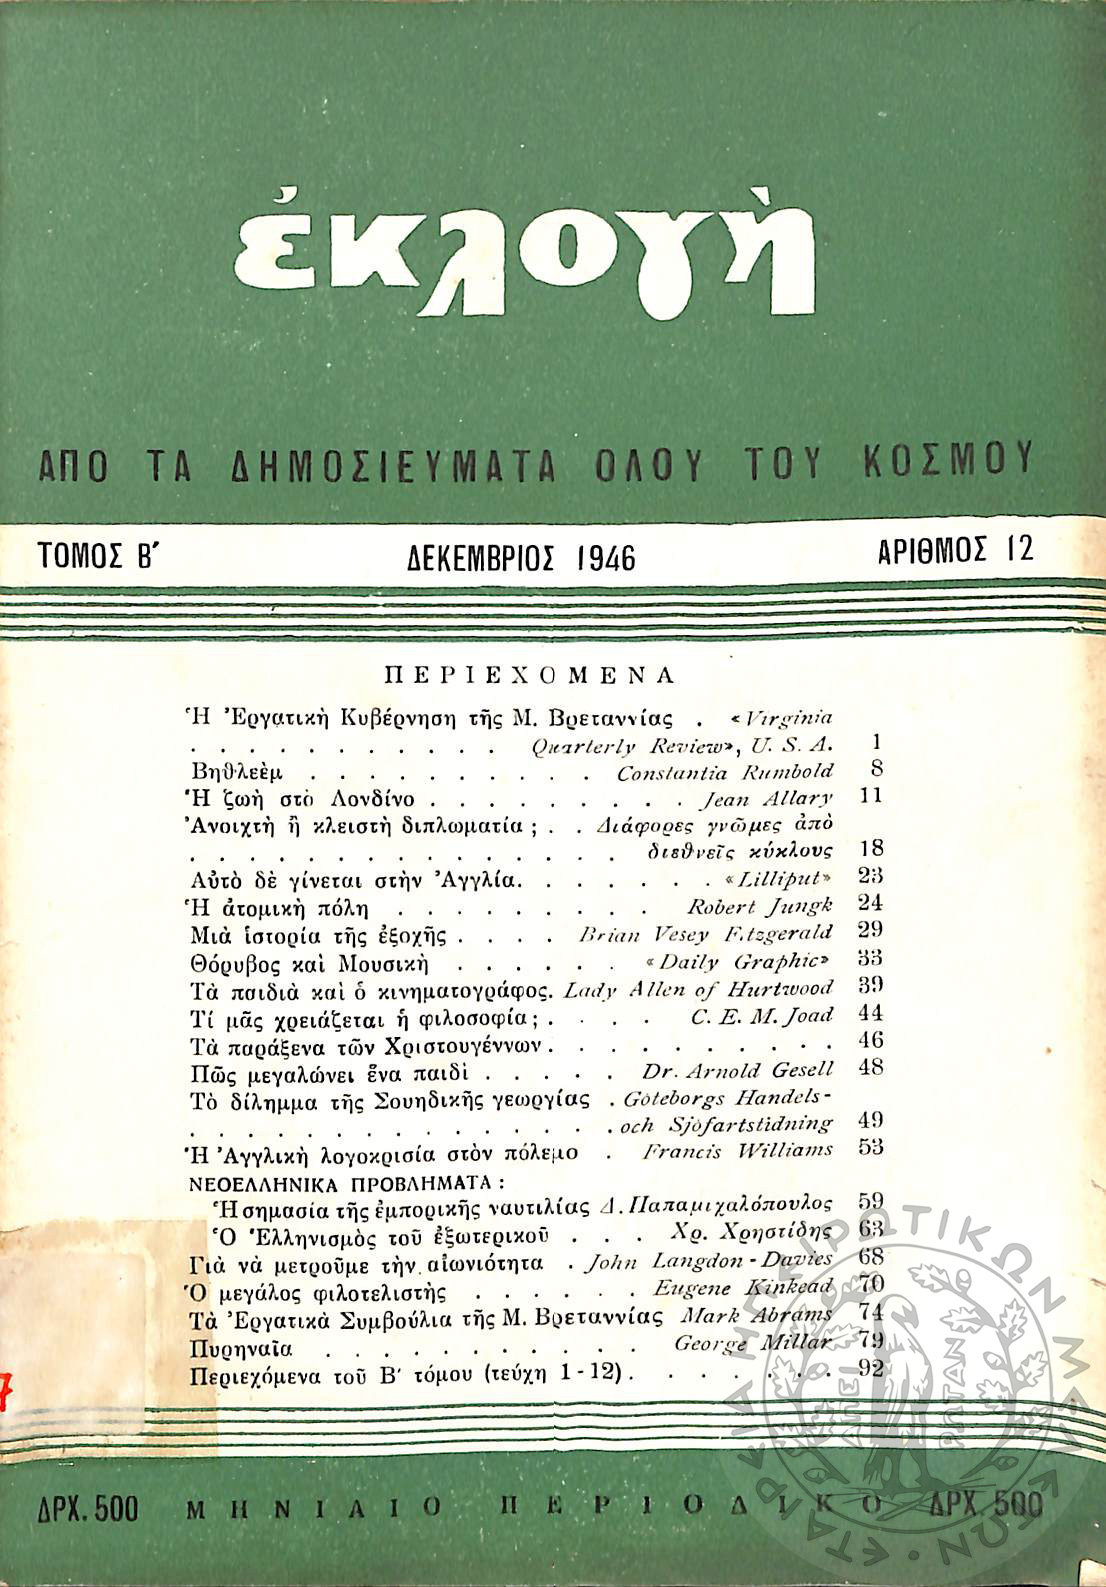 ἐκλογὴ
ΑΠΟ ΤΑ ΔΗΜΟΣΙΕΥΜΑΤΑ ΟΛΟΥ ΤΟΥ ΚΟΣΜΟΥ
ΤΟΜΟΣ Β΄ ΔΕΚΕΜΒΡΙΟΣ 1946 ΑΡΙΘΜΟΣ 12
ΠΕΡΙΕΧΟΜΕΝΑ
Ἡ Ἐργατικὴ Κυβέρνηση τῆς Μ. Βρεταννίας . «Virginia
. . . . . . . . . . . Quarterly Review», U. S. A. 1
Βηθλεὲμ . . . . . . . . . . Constantia Rumbold 8
Ἡ ζωὴ στὸ Λονδίνο . . . . . . . . . Jean Allary 11
Ἀνοιχτὴ ἢ κλειστὴ διπλωματία ; . . Διάφορες γνῶμες ἀπὸ
. . . . . . . . . . . . . . . διεθνεῖς κύκλους 18
Αὐτὸ δὲ γίνεται στὴν Ἀγγλία. . . . . . . . «Lilliput» 23
Ἡ ἀτομικὴ πόλη . . . . . . . . . Robert Jungk 24
Μιὰ ἱστορία τῆς ἐξοχῆς . . . . Brian Vesey Fitzgerald 29
Θόρυβος καὶ Μουσικὴ . . . . . . «Daily Graphic» 33
Τὰ παιδιὰ καὶ ὁ κινηματογράφος. Lady Allen of Hurtwood 39
Τί μᾶς χρειάζεται ἡ φιλοσοφία ; . . . . C. E. M. Joad 44
Τὰ παράξενα τῶν Χριστουγέννων . . . . . . . . . . 46
Πῶς μεγαλώνει ἕνα παιδὶ . . . . . Dr. Arnold Gesell 48
Τὸ δίλημμα τῆς Σουηδικῆς γεωργίας . Göteborgs Handels-
. . . . . . . . . . . . . . . och Sjöfartstidning 49
Ἡ Ἀγγλικὴ λογοκρισία στὸν πόλεμο . Francis Williams 53
ΝΕΟΕΛΛΗΝΙΚΑ ΠΡΟΒΛΗΜΑΤΑ :
Ἡ σημασία τῆς ἐμπορικῆς ναυτιλίας Δ. Παπαμιχαλόπουλος 59
Ὁ Ἑλληνισμὸς τοῦ ἐξωτερικοῦ . . . Χρ. Χρηστίδης 63
Γιὰ νὰ μετροῦμε τὴν αἰωνιότητα . John Langdon-Davies 68
Ὁ μεγάλος φιλοτελιστὴς . . . . . . Eugene Kinkead 70
Τὰ Ἐργατικὰ Συμβούλια τῆς Μ. Βρεταννίας Mark Abrams 74
Πυρηναῖα . . . . . . . . . . . George Millar 79
Περιεχόμενα τοῦ Β' τόμου (τεύχη 1-12) . . . . . . . 92
7
ΔΡΧ. 500 ΜΗΝΙΑΙΟ ΠΕΡΙΟΔΙΚΟ ΔΡΧ. 500
ΕΤΑΙΡΕΙΑ ΗΠΕΙΡΩΤΙΚΩΝ ΜΕΛΕΤΩΝ
ΑΠΕΙ ΡΩΤΑΝ